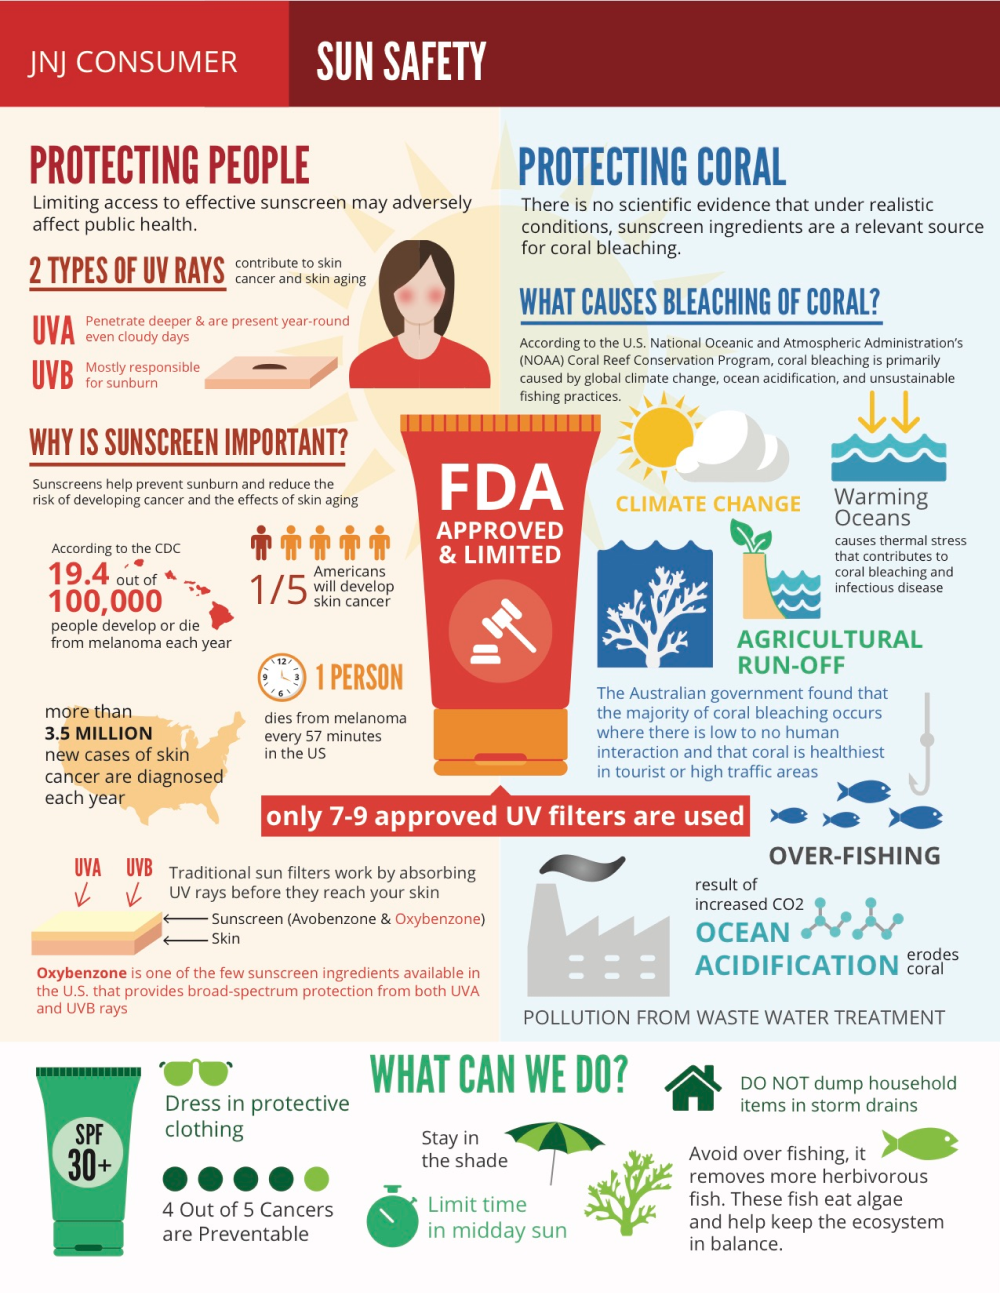 JNJ CONSUMER
SUN SAFETY
PROTECTING PEOPLE
Limiting access to effective sunscreen may adversely
affect public health.
2 TYPES OF UV RAYS
contribute to skin
cancer and skin aging
UVA
Penetrate deeper & are present year-round
even cloudy days
UVB
Mostly responsible
for sunburn
WHY IS SUNSCREEN IMPORTANT?
Sunscreens help prevent sunburn and reduce the
risk of developing cancer and the effects of skin aging
According to the CDC
19.4 out of
100,000
people develop or die
from melanoma each year
1/5
Americans
will develop
skin cancer
12
9 3
6
1 PERSON
dies from melanoma
every 57 minutes
in the US
more than
3.5 MILLION
new cases of skin
cancer are diagnosed
each year
FDA
APPROVED
& LIMITED
only 7-9 approved UV filters are used
UVA UVB
Traditional sun filters work by absorbing
UV rays before they reach your skin
Sunscreen (Avobenzone & Oxybenzone)
Skin
Oxybenzone is one of the few sunscreen ingredients available in
the U.S. that provides broad-spectrum protection from both UVA
and UVB rays
PROTECTING CORAL
There is no scientific evidence that under realistic
conditions, sunscreen ingredients are a relevant source
for coral bleaching.
WHAT CAUSES BLEACHING OF CORAL?
According to the U.S. National Oceanic and Atmospheric Administration's
(NOAA) Coral Reef Conservation Program, coral bleaching is primarily
caused by global climate change, ocean acidification, and unsustainable
fishing practices.
CLIMATE CHANGE
Warming
Oceans
causes thermal stress
that contributes to
coral bleaching and
infectious disease
AGRICULTURAL
RUN-OFF
The Australian government found that
the majority of coral bleaching occurs
where there is low to no human
interaction and that coral is healthiest
in tourist or high traffic areas
OVER-FISHING
result of
increased CO2
OCEAN
ACIDIFICATION
erodes
coral
POLLUTION FROM WASTE WATER TREATMENT
WHAT CAN WE DO?
SPF
30+
Dress in protective
clothing
4 Out of 5 Cancers
are Preventable
Stay in
the shade
Limit time
in midday sun
DO NOT dump household
items in storm drains
Avoid over fishing, it
removes more herbivorous
fish. These fish eat algae
and help keep the ecosystem
in balance.